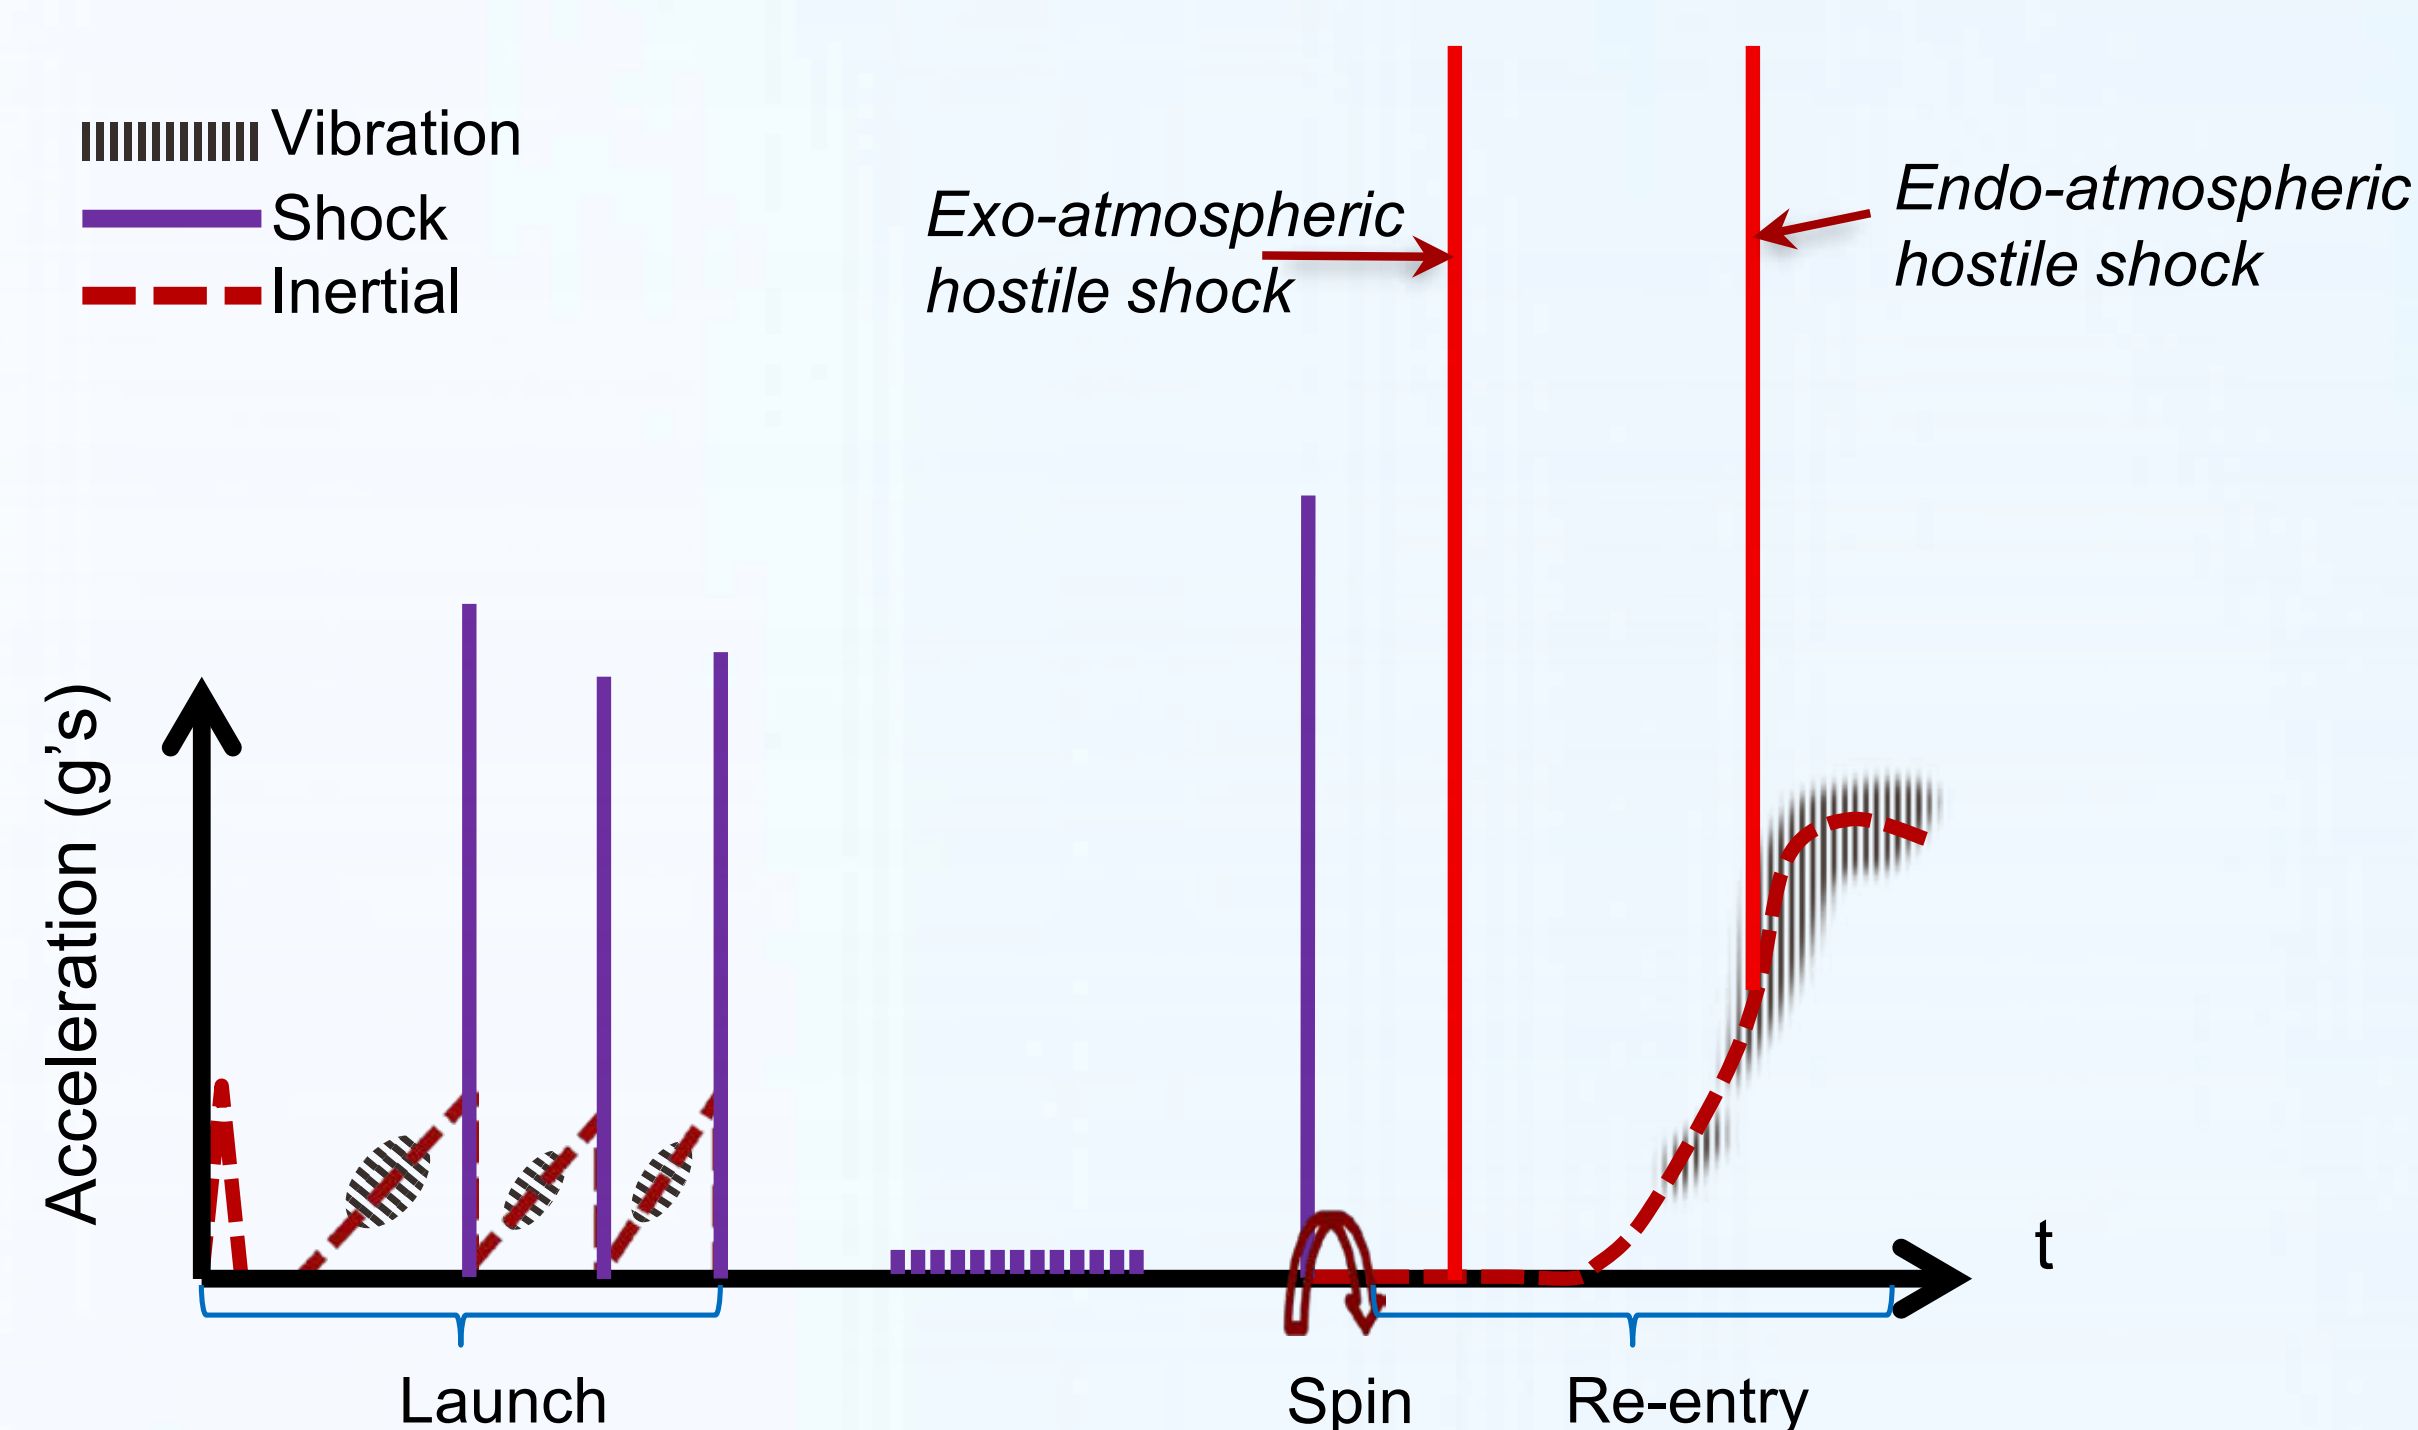 Vibration
Shock
Inertial
Exo-atmospheric
hostile shock
Endo-atmospheric
hostile shock
Acceleration (g’s)
t
Launch
Spin
Re-entry